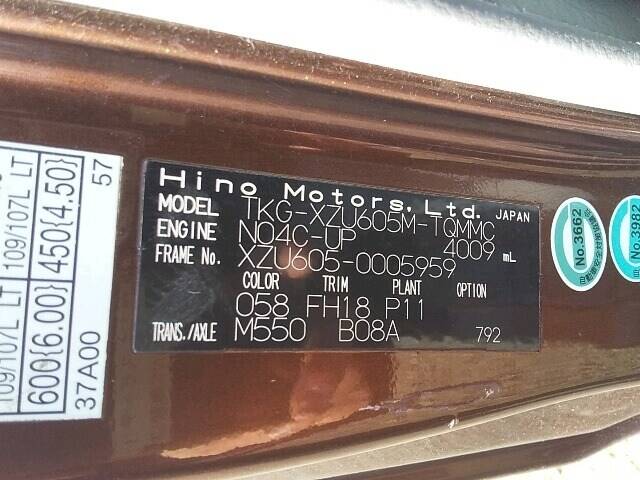 Hino Motors, Ltd. JAPAN
MODEL TKG-XZU605M-TQMMC
ENGINE N04C-UP 4009 mL
FRAME No. XZU605-0005959
COLOR TRIM PLANT OPTION
058 FH18 P11
TRANS./AXLE M550 B08A 792
109/107L LT 109/107L LT
600{6.00} 450{4.50}
37A00 57
No.3662
No.3982